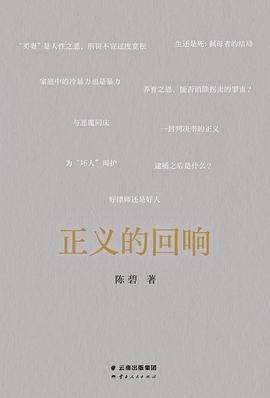 “买妻”是人性之恶，刑罚不宜过度宽松
生还是死：弑母者的结局
家庭中的冷暴力也是暴力
养育之恩，能否消除拐卖的罪责？
与恶魔同床
一封判决书的正义
为“坏人”辩护
逮捕之后是什么？
好律师还是好人
正义的回响
陈碧 著
云南出版集团
云南人民出版社